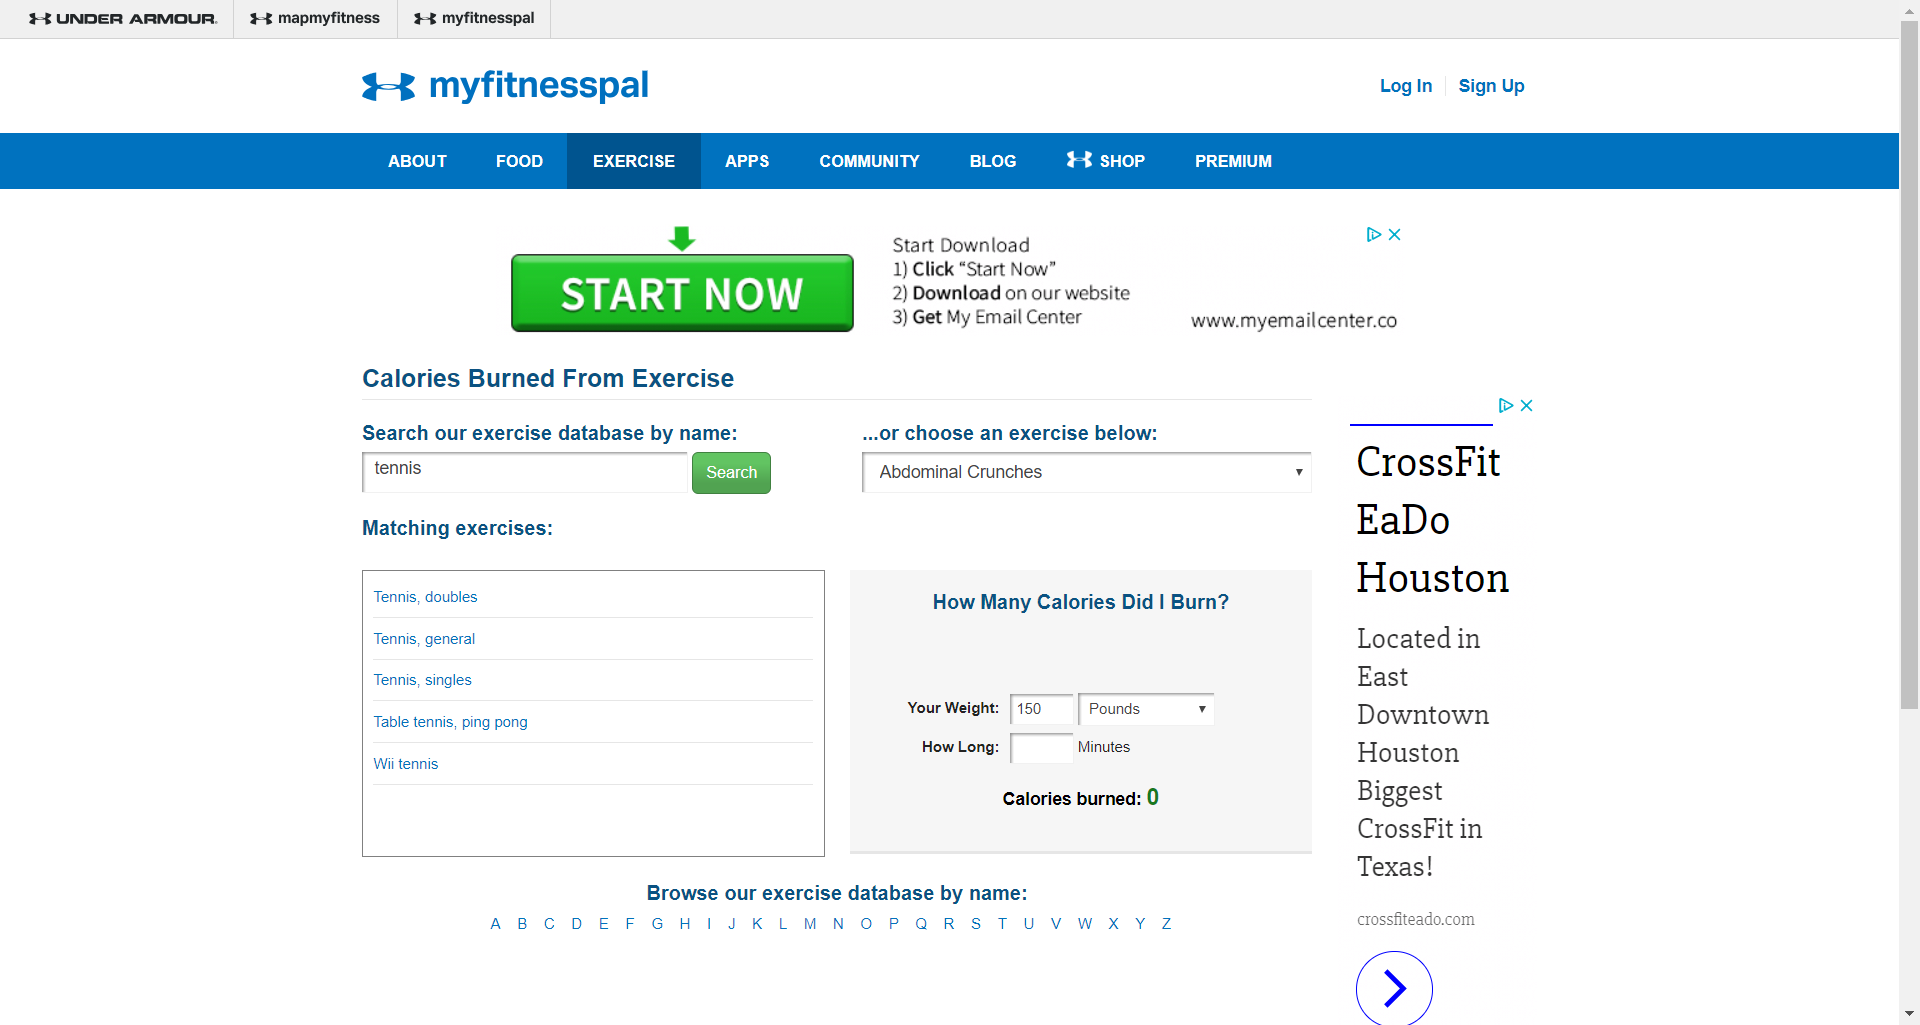 UNDER ARMOUR.
mapmyfitness
myfitnesspal
myfitnesspal
Log In
Sign Up
ABOUT
FOOD
EXERCISE
APPS
COMMUNITY
BLOG
SHOP
PREMIUM
START NOW
Start Download
1) Click “Start Now”
2) Download on our website
3) Get My Email Center
www.myemailcenter.co
Calories Burned From Exercise
Search our exercise database by name:
tennis
Search
...or choose an exercise below:
Abdominal Crunches
Matching exercises:
Tennis, doubles
Tennis, general
Tennis, singles
Table tennis, ping pong
Wii tennis
How Many Calories Did I Burn?
Your Weight: 150 Pounds
How Long: Minutes
Calories burned: 0
Browse our exercise database by name:
A B C D E F G H I J K L M N O P Q R S T U V W X Y Z
CrossFit
EaDo
Houston
Located in
East
Downtown
Houston
Biggest
CrossFit in
Texas!
crossfiteado.com